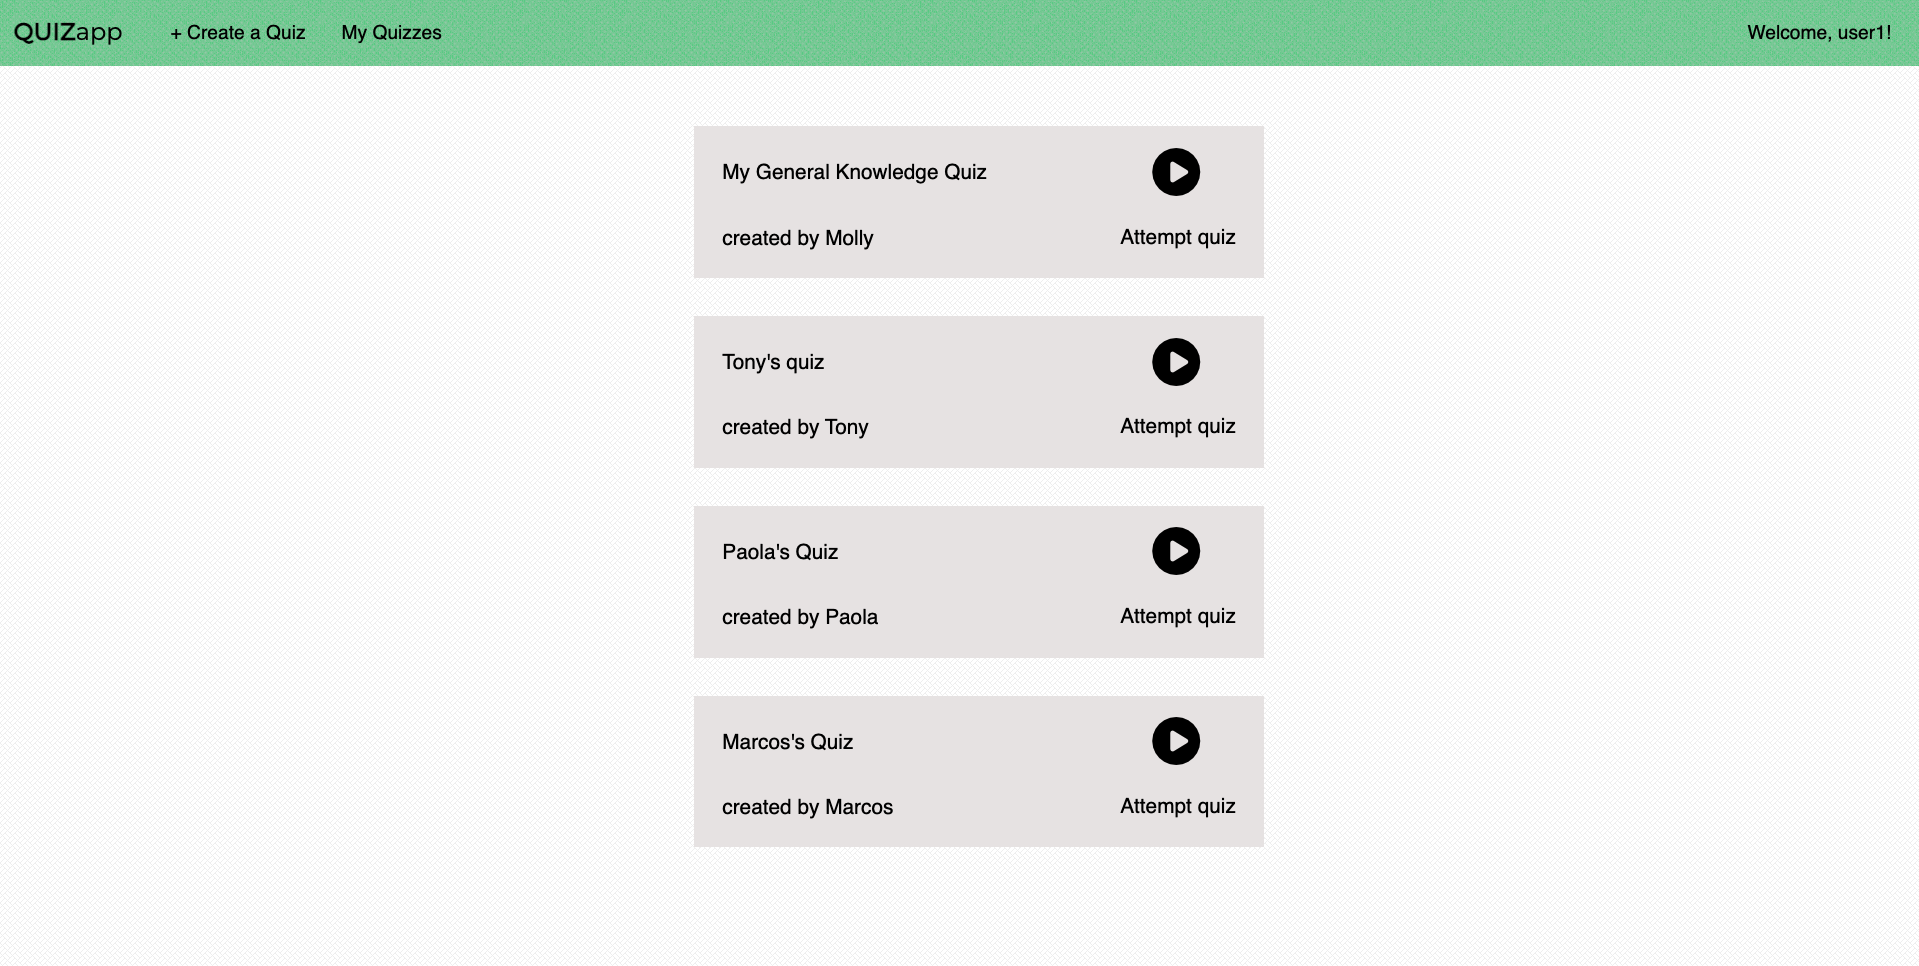 QUIZapp + Create a Quiz My Quizzes Welcome, user1!
My General Knowledge Quiz
created by Molly Attempt quiz
Tony's quiz
created by Tony Attempt quiz
Paola's Quiz
created by Paola Attempt quiz
Marcos's Quiz
created by Marcos Attempt quiz